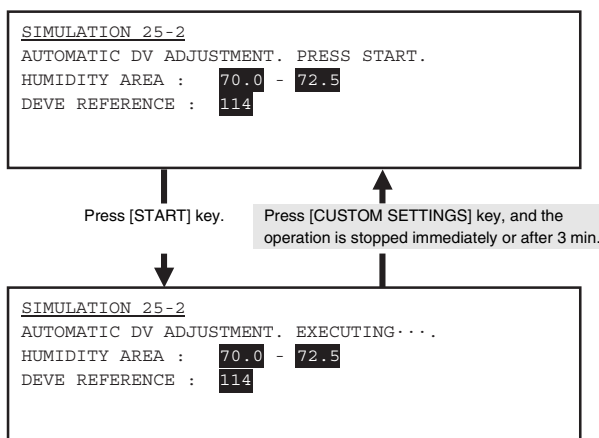 SIMULATION 25-2
AUTOMATIC DV ADJUSTMENT. PRESS START.
HUMIDITY AREA : 70.0 - 72.5
DEVE REFERENCE : 114
Press [START] key.
Press [CUSTOM SETTINGS] key, and the
operation is stopped immediately or after 3 min.
SIMULATION 25-2
AUTOMATIC DV ADJUSTMENT. EXECUTING···.
HUMIDITY AREA : 70.0 - 72.5
DEVE REFERENCE : 114